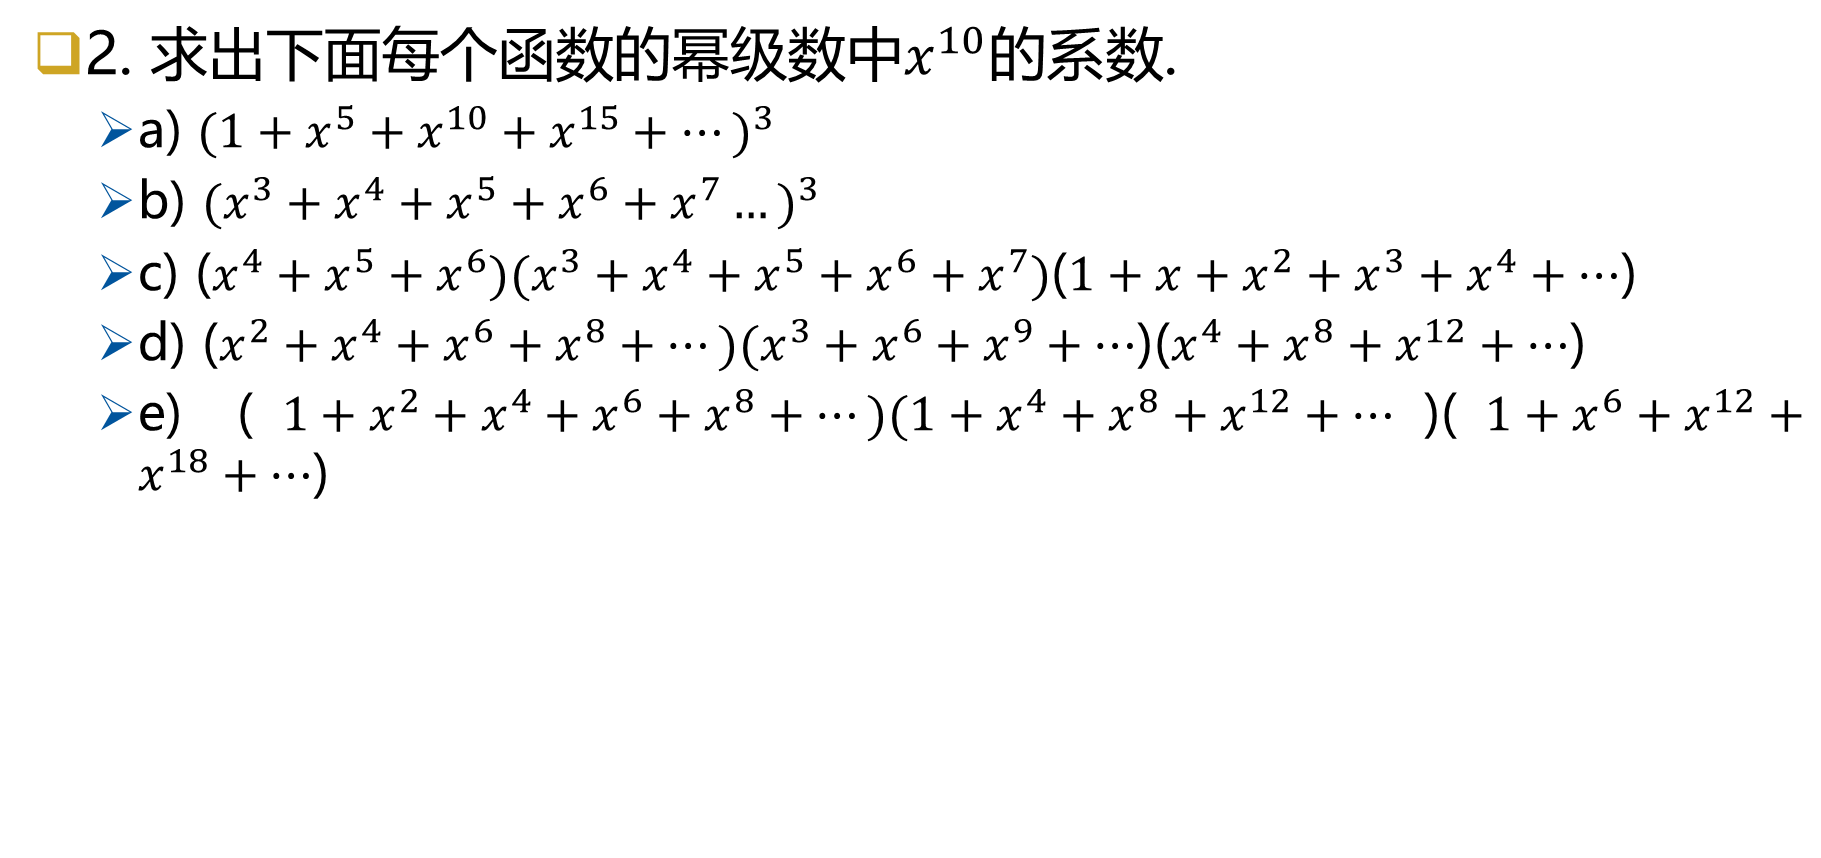 2. 求出下面每个函数的幂级数中x^10的系数.
a) (1 + x^5 + x^10 + x^15 + ⋯ )^3
b) (x^3 + x^4 + x^5 + x^6 + x^7 … )^3
c) (x^4 + x^5 + x^6)(x^3 + x^4 + x^5 + x^6 + x^7)(1 + x + x^2 + x^3 + x^4 + ⋯)
d) (x^2 + x^4 + x^6 + x^8 + ⋯ )(x^3 + x^6 + x^9 + ⋯)(x^4 + x^8 + x^12 + ⋯)
e) ( 1 + x^2 + x^4 + x^6 + x^8 + ⋯ )(1 + x^4 + x^8 + x^12 + ⋯ )( 1 + x^6 + x^12 +
x^18 + ⋯)